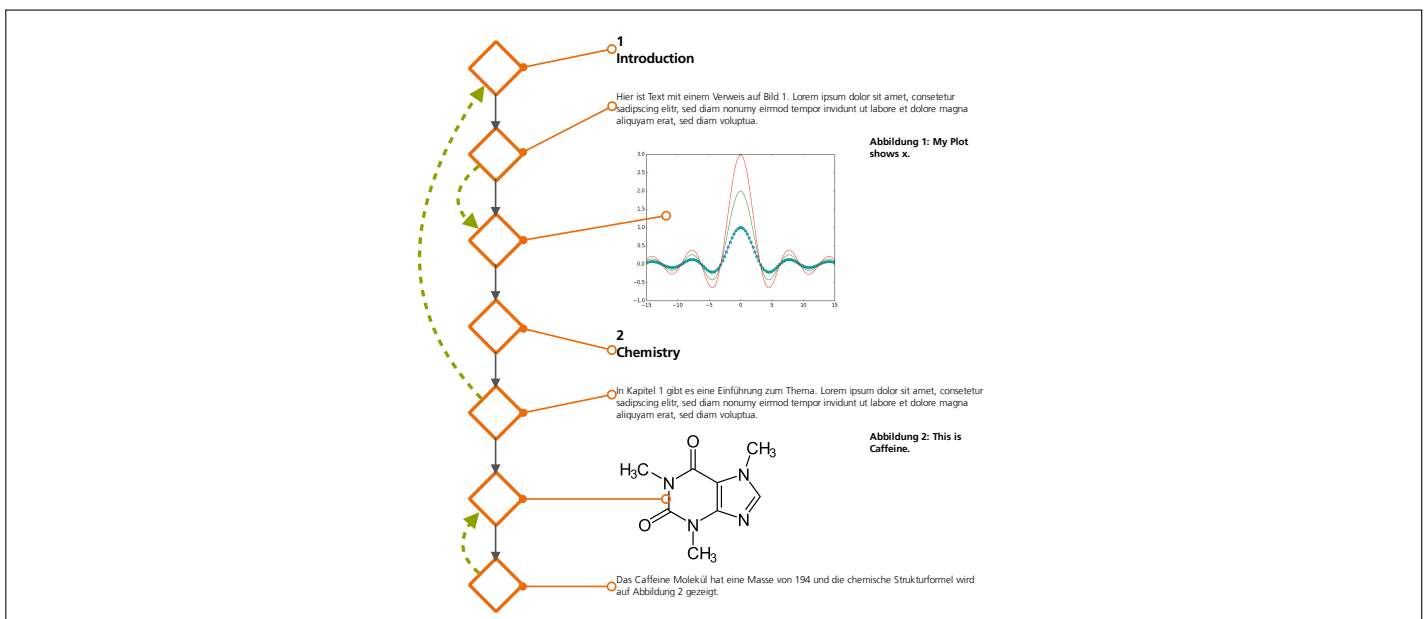 1
Introduction
Hier ist Text mit einem Verweis auf Bild 1. Lorem ipsum dolor sit amet, consetetur
sadipscing elitr, sed diam nonumy eirmod tempor invidunt ut labore et dolore magna
aliquyam erat, sed diam voluptua.
Abbildung 1: My Plot
shows x.
3.0
2.5
2.0
1.5
1.0
0.5
0.0
−0.5
−1.0
−15 −10 −5 0 5 10 15
2
Chemistry
In Kapitel 1 gibt es eine Einführung zum Thema. Lorem ipsum dolor sit amet, consetetur
sadipscing elitr, sed diam nonumy eirmod tempor invidunt ut labore et dolore magna
aliquyam erat, sed diam voluptua.
Abbildung 2: This is
Caffeine.
O
CH₃
H₃C
N
N
O
N
N
CH₃
Das Caffeine Molekül hat eine Masse von 194 und die chemische Strukturformel wird
auf Abbildung 2 gezeigt.